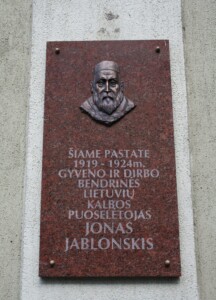 ŠIAME PASTATE
1919 - 1924m.
GYVENO IR DIRBO
BENDRINĖS
LIETUVIŲ
KALBOS
PUOSELĖTOJAS
JONAS
JABLONSKIS